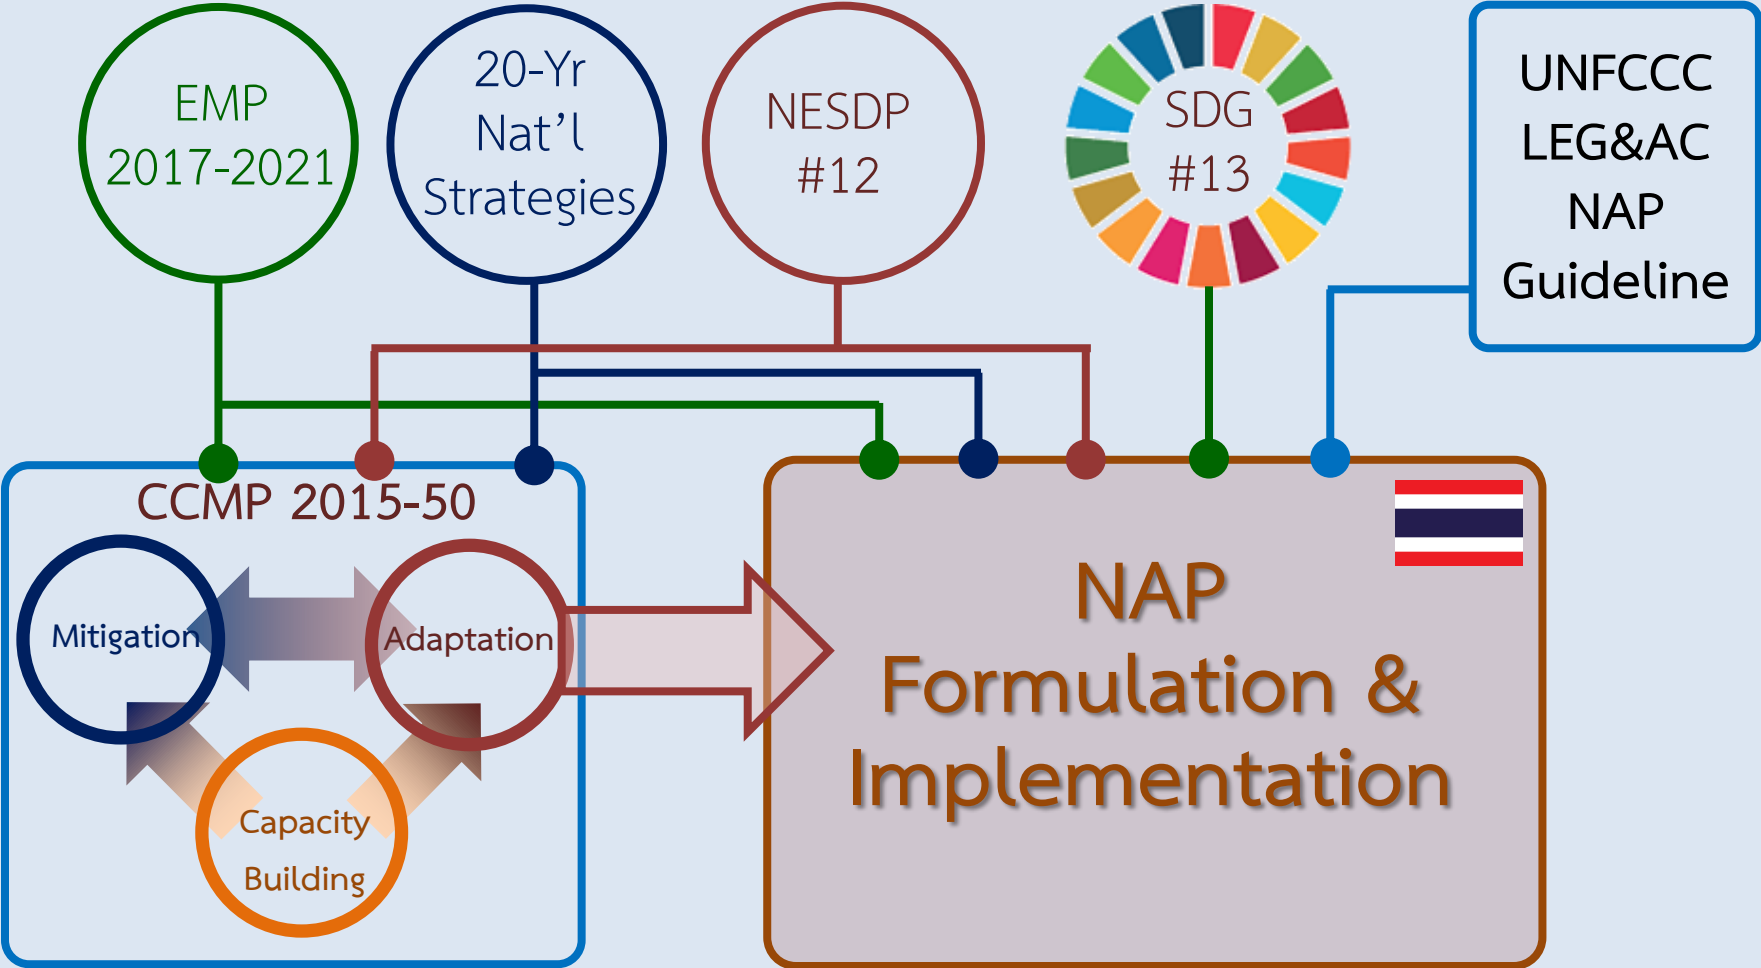 EMP
2017-2021
20-Yr
Nat’l
Strategies
NESDP
#12
SDG
#13
UNFCCC
LEG&AC
NAP
Guideline
CCMP 2015-50
Mitigation
Adaptation
Capacity
Building
NAP
Formulation &
Implementation